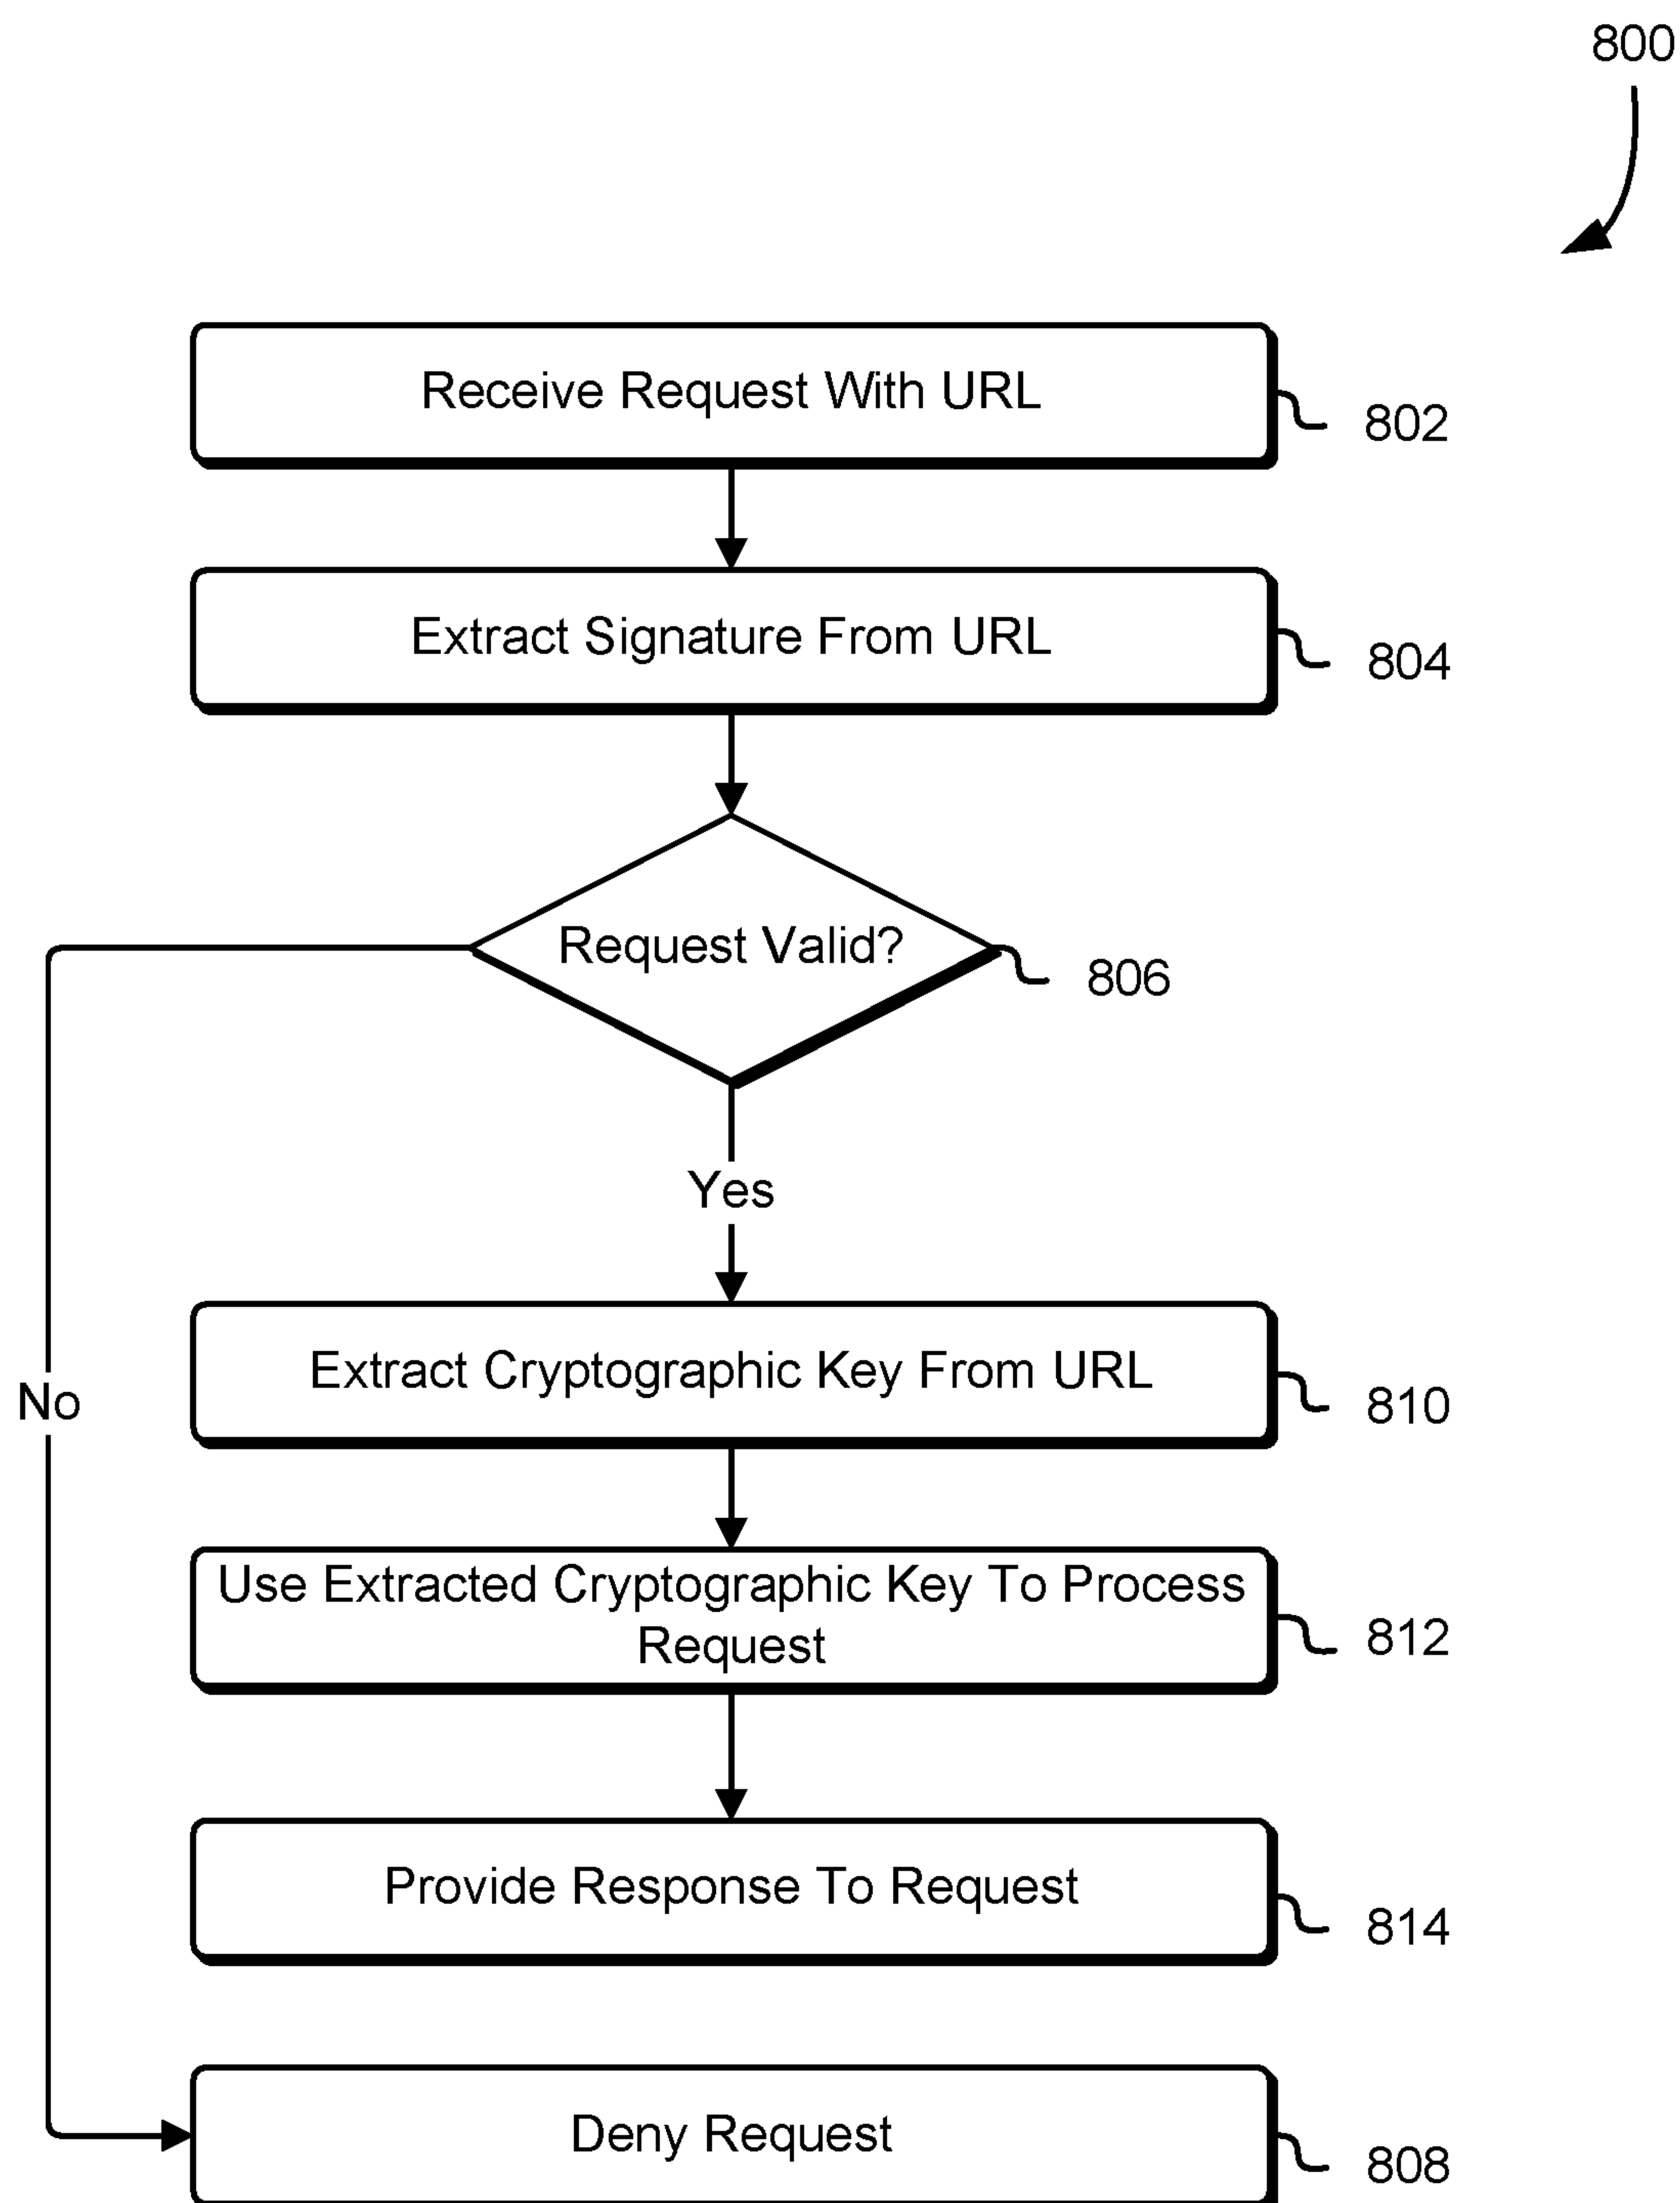 800
Receive Request With URL
802
Extract Signature From URL
804
Request Valid?
806
Yes
Extract Cryptographic Key From URL
810
No
Use Extracted Cryptographic Key To Process
Request
812
Provide Response To Request
814
Deny Request
808